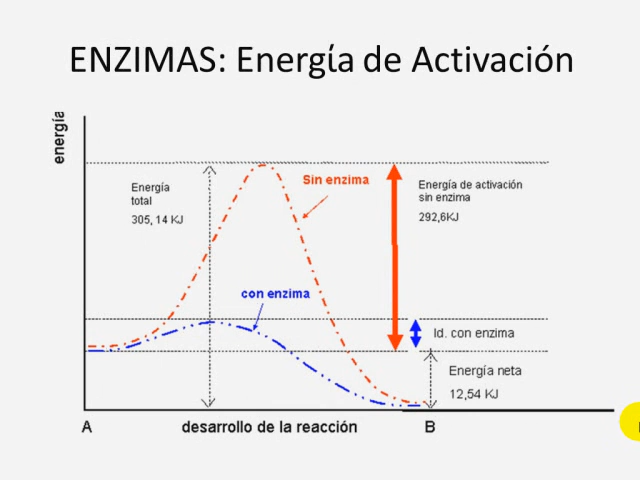 ENZIMAS: Energía de Activación
energía
Sin enzima
Energía
total
305, 14 KJ
Energía de activación
sin enzima
292,6KJ
con enzima
Id. con enzima
Energía neta
12,54 KJ
A
desarrollo de la reacción
B